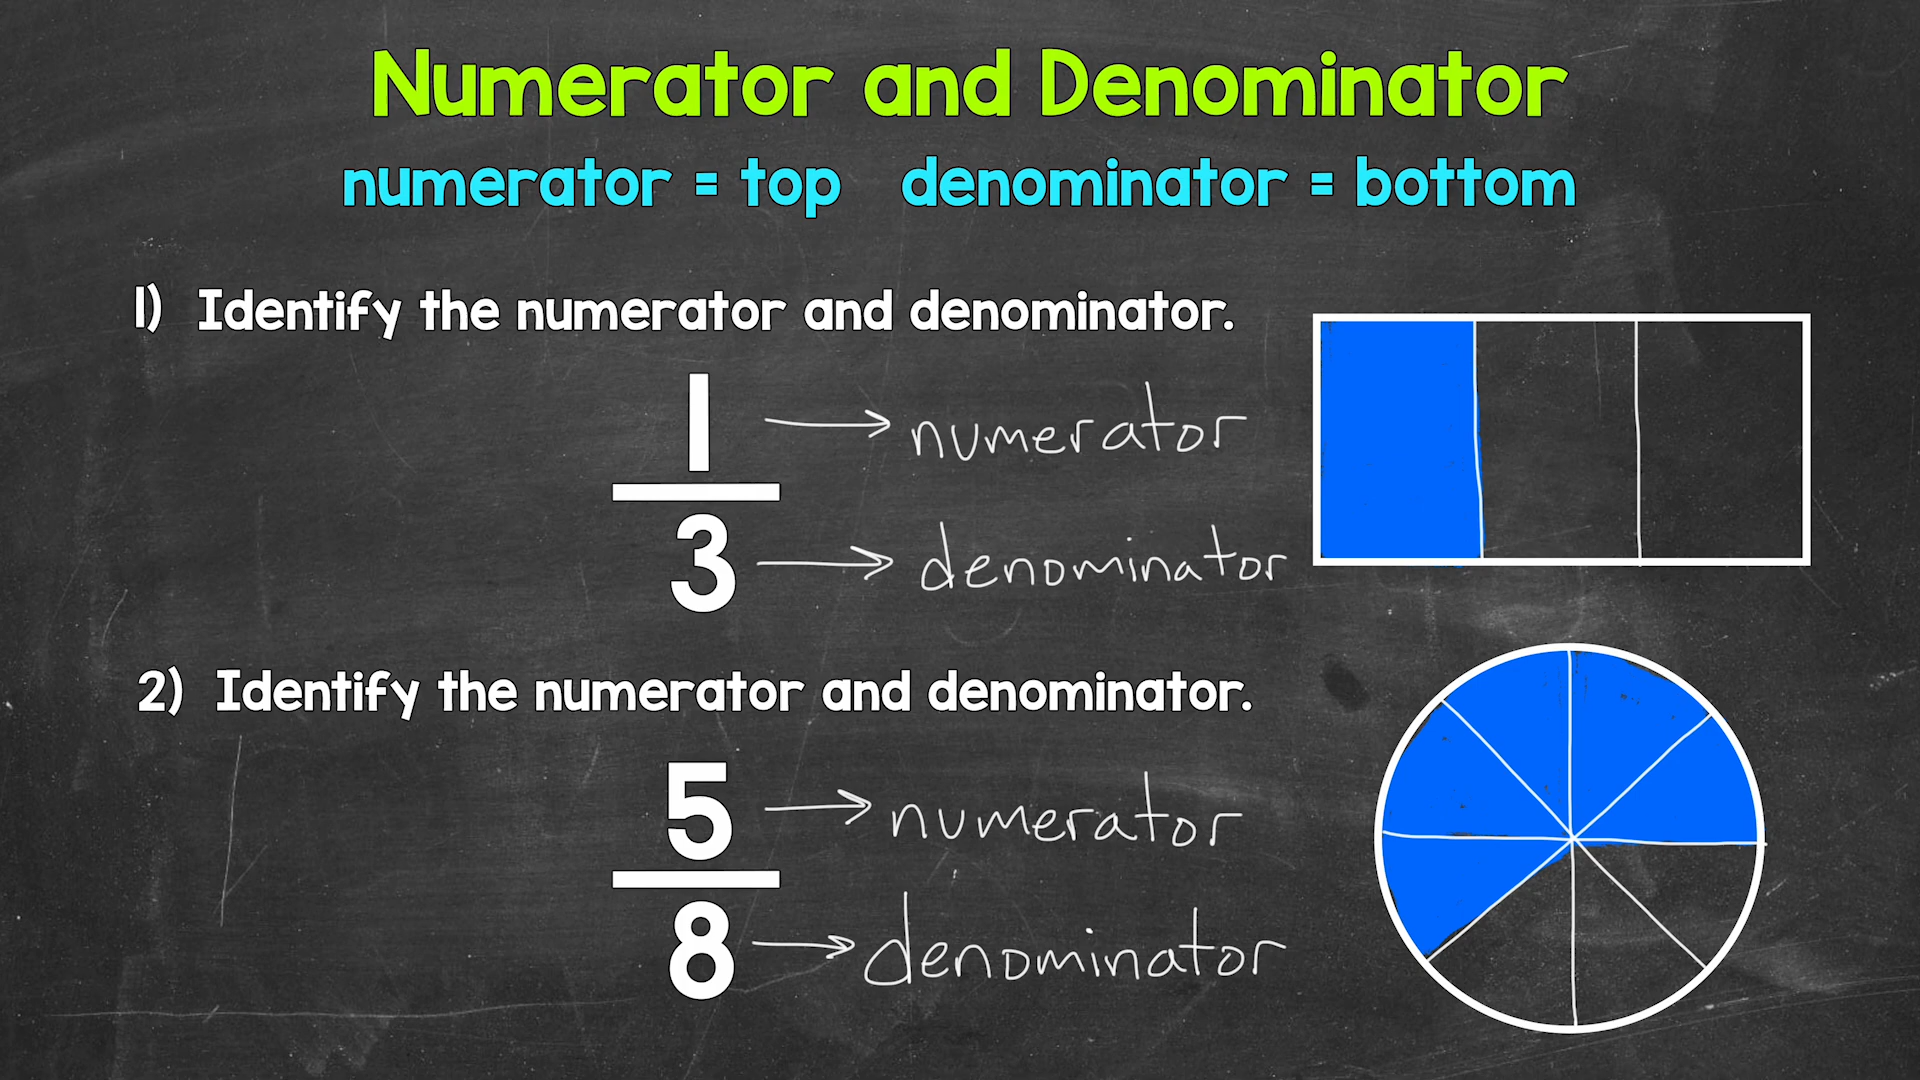 Numerator and Denominator
numerator = top denominator = bottom
1) Identify the numerator and denominator.
1 → numerator
3 → denominator
2) Identify the numerator and denominator.
5 → numerator
8 → denominator